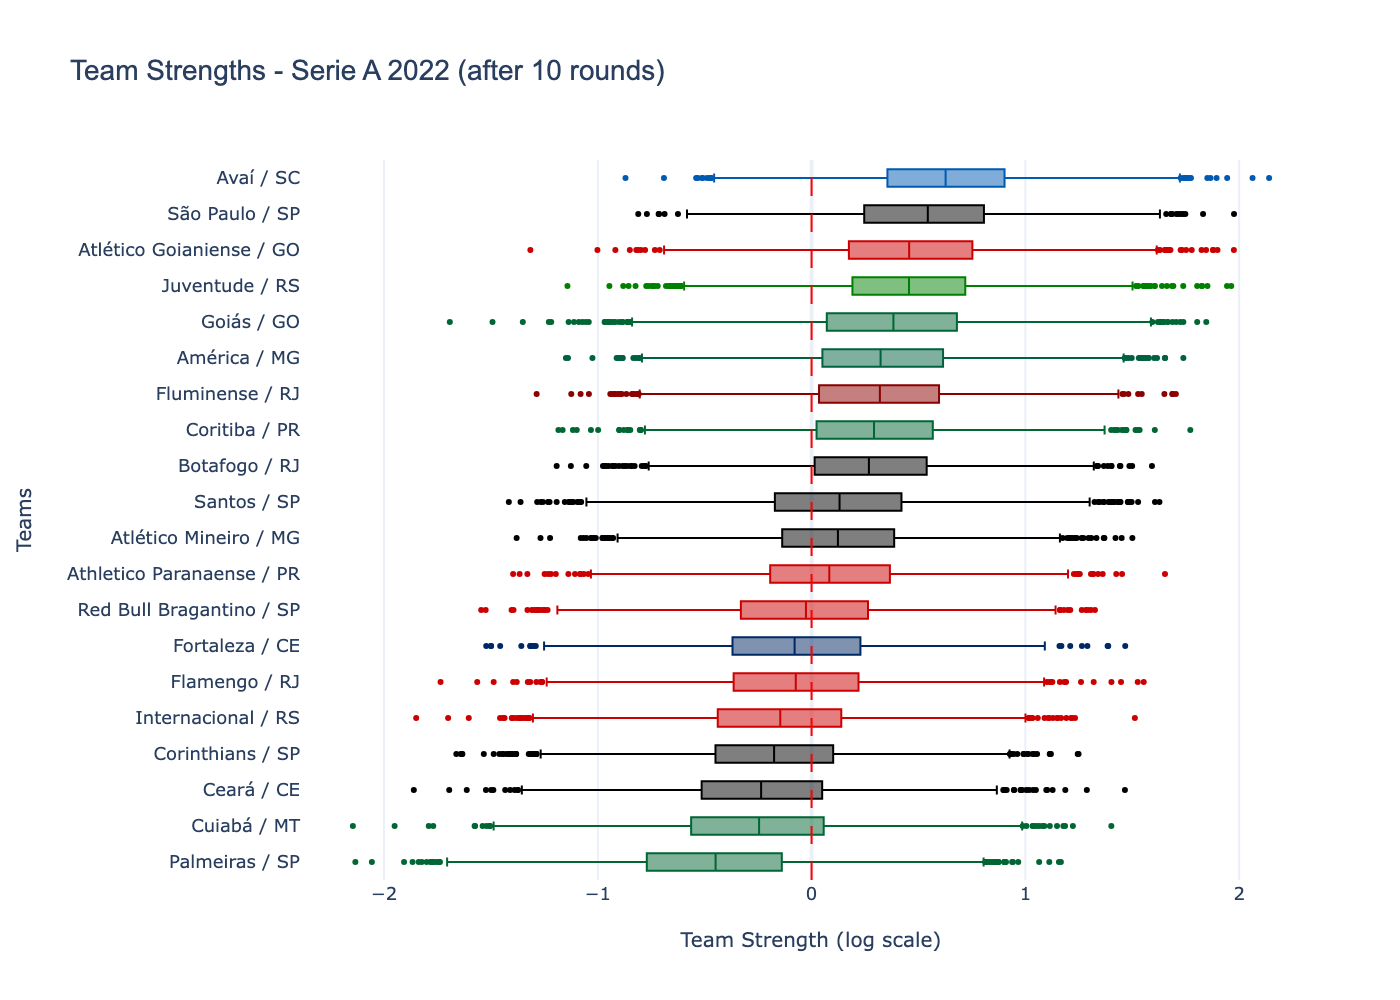 Team Strengths - Serie A 2022 (after 10 rounds)
Avaí / SC
São Paulo / SP
Atlético Goianiense / GO
Juventude / RS
Goiás / GO
América / MG
Fluminense / RJ
Coritiba / PR
Botafogo / RJ
Santos / SP
Atlético Mineiro / MG
Athletico Paranaense / PR
Red Bull Bragantino / SP
Fortaleza / CE
Flamengo / RJ
Internacional / RS
Corinthians / SP
Ceará / CE
Cuiabá / MT
Palmeiras / SP
Teams
−2 −1 0 1 2
Team Strength (log scale)